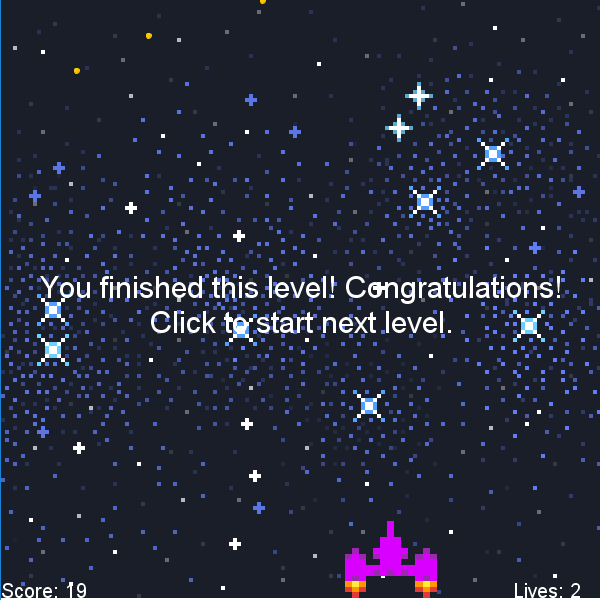 You finished this level! Congratulations!
Click to start next level.
Score: 19
Lives: 2